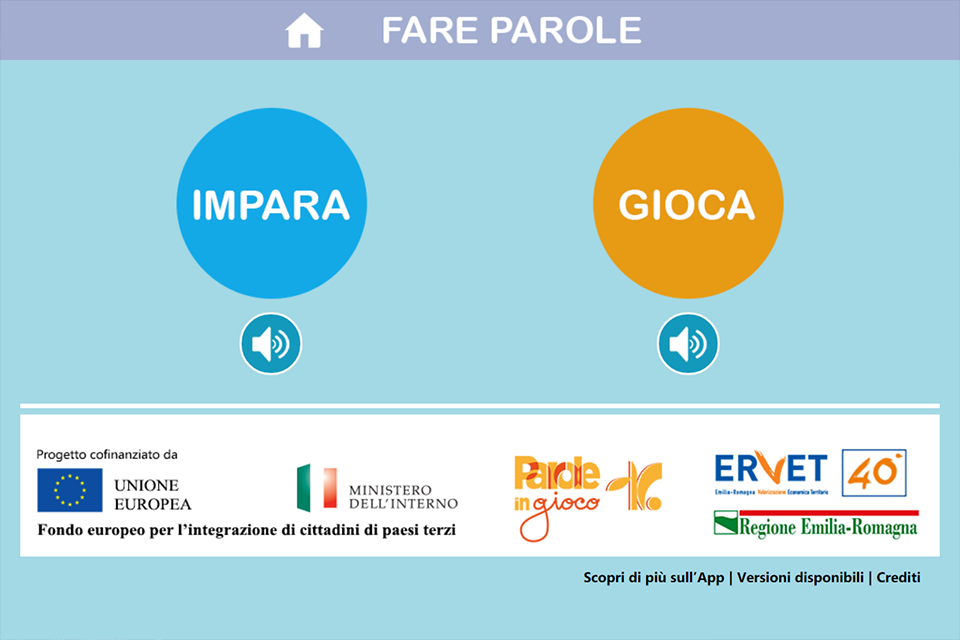 FARE PAROLE
IMPARA
GIOCA
Progetto cofinanziato da
UNIONE
EUROPEA
MINISTERO
DELL'INTERNO
Fondo europeo per l'integrazione di cittadini di paesi terzi
Parole
in gioco
ERVET
Emilia-Romagna Valorizzazione Economica Territorio
40°
Regione Emilia-Romagna
Scopri di più sull'App | Versioni disponibili | Crediti